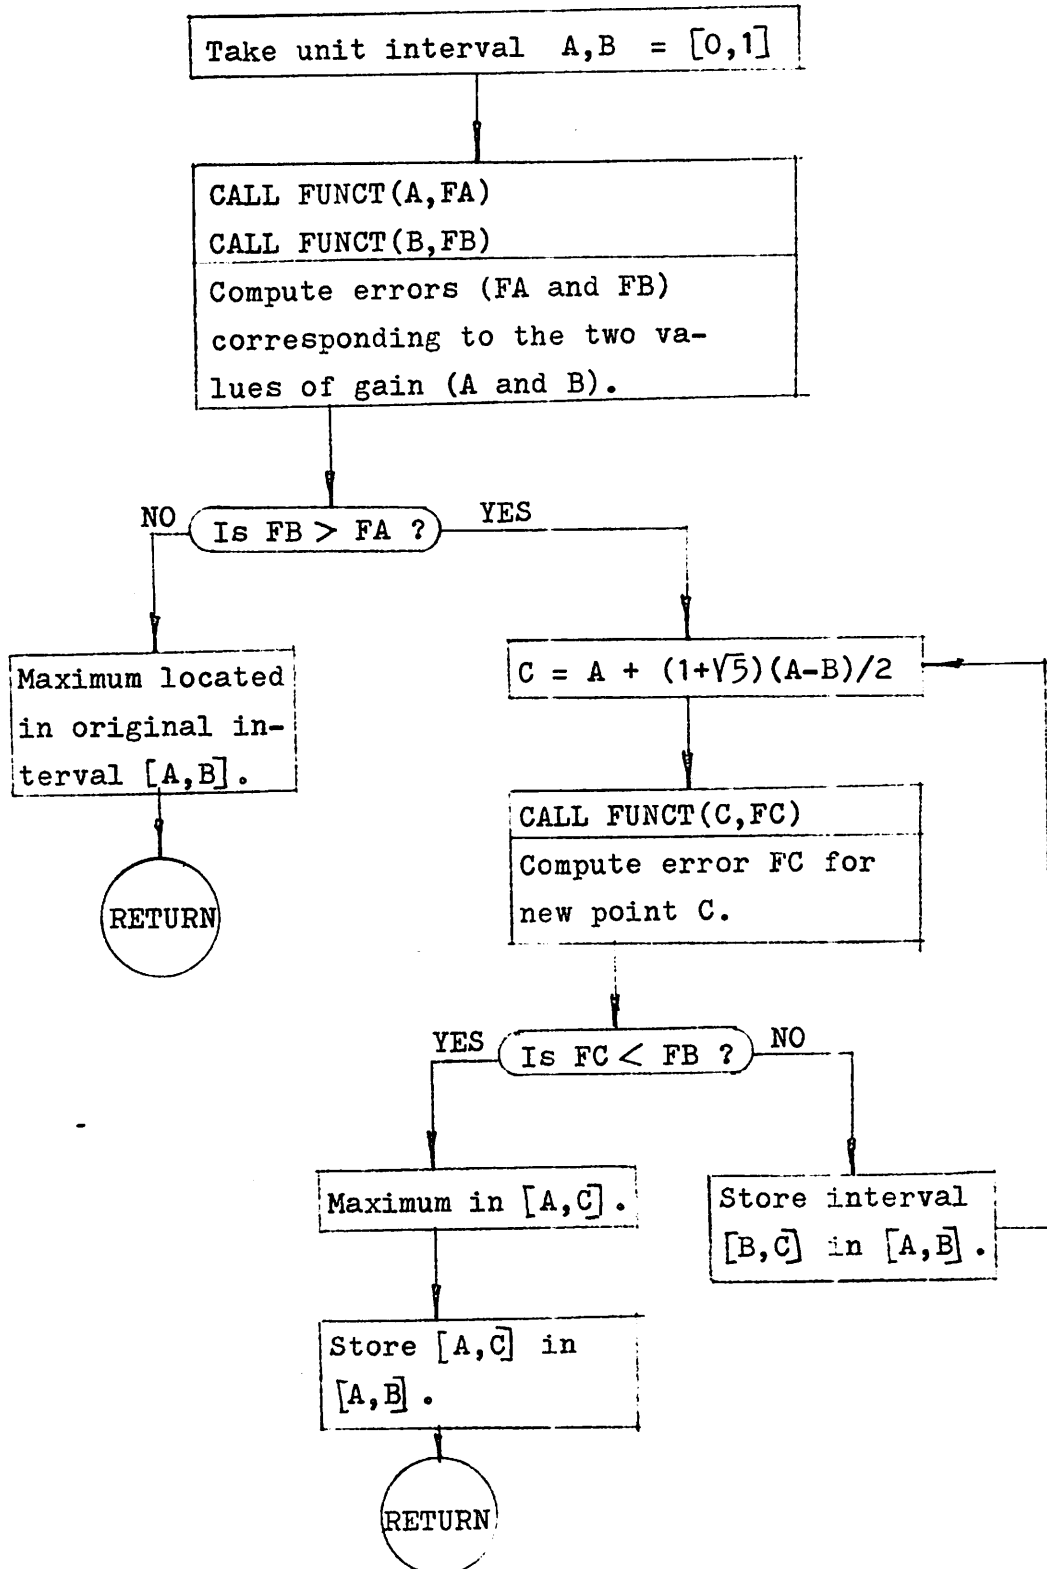 Take unit interval A,B = [0,1]
CALL FUNCT(A,FA)
CALL FUNCT(B,FB)
Compute errors (FA and FB)
corresponding to the two va-
lues of gain (A and B).
NO
Is FB > FA ?
YES
Maximum located
in original in-
terval [A,B].
RETURN
C = A + (1+√5)(A-B)/2
CALL FUNCT(C,FC)
Compute error FC for
new point C.
YES
Is FC < FB ?
NO
Maximum in [A,C].
Store interval
[B,C] in [A,B].
Store [A,C] in
[A,B].
RETURN